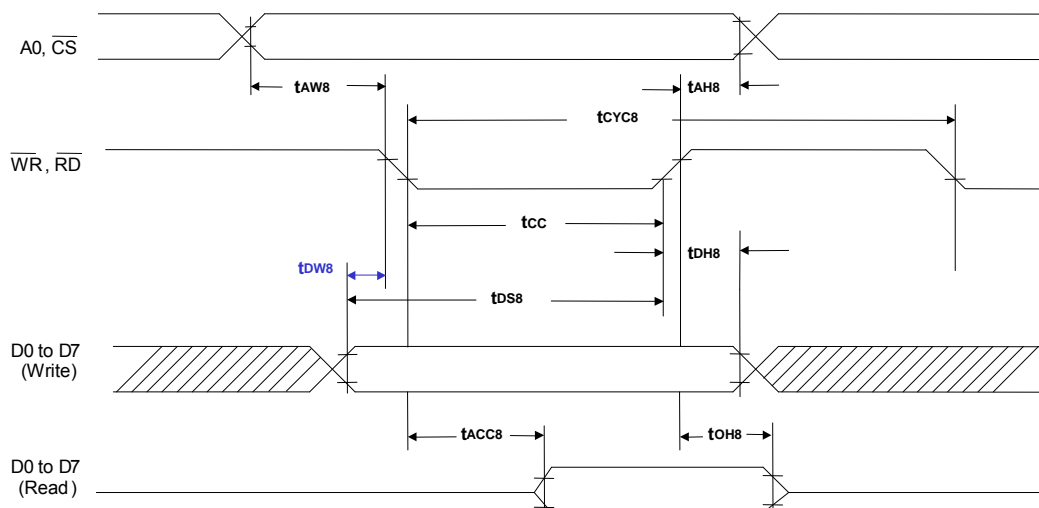 A0, CS
tAW8
tAH8
tCYC8
WR, RD
tCC
tDW8
tDH8
tDS8
D0 to D7
(Write)
tACC8
tOH8
D0 to D7
(Read)